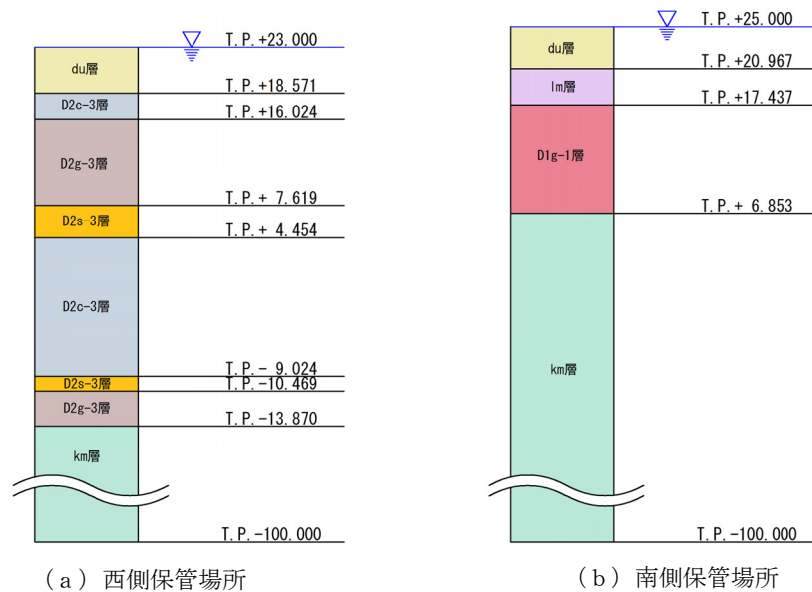 T.P.+23.000
du層
T.P.+18.571
D2c-3層
T.P.+16.024
D2g-3層
T.P.+ 7.619
D2s-3層
T.P.+ 4.454
D2c-3層
T.P.- 9.024
D2s-3層
T.P.-10.469
D2g-3層
T.P.-13.870
km層
T.P.-100.000
(a) 西側保管場所
T.P.+25.000
du層
T.P.+20.967
lm層
T.P.+17.437
D1g-1層
T.P.+ 6.853
km層
T.P.-100.000
(b) 南側保管場所